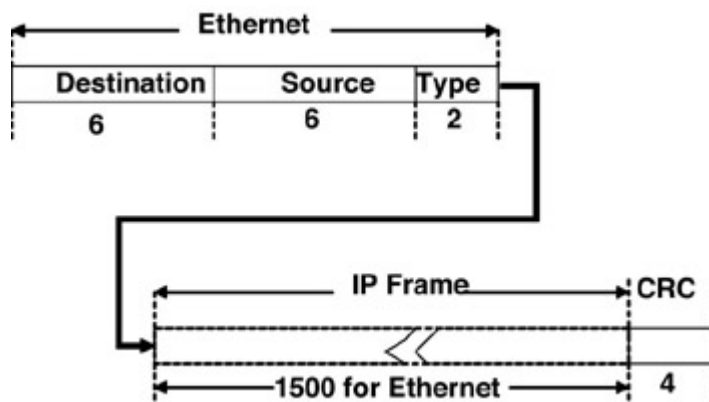 Ethernet
Destination Source Type
6 6 2
IP Frame CRC
1500 for Ethernet 4